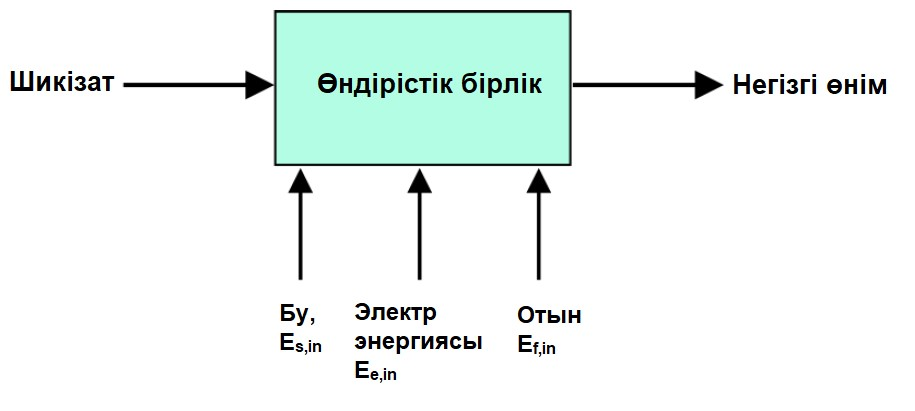 Шикізат
Өндірістік бірлік
Негізгі өнім
Бу,
Es,in
Электр
энергиясы
Ee,in
Отын
Ef,in